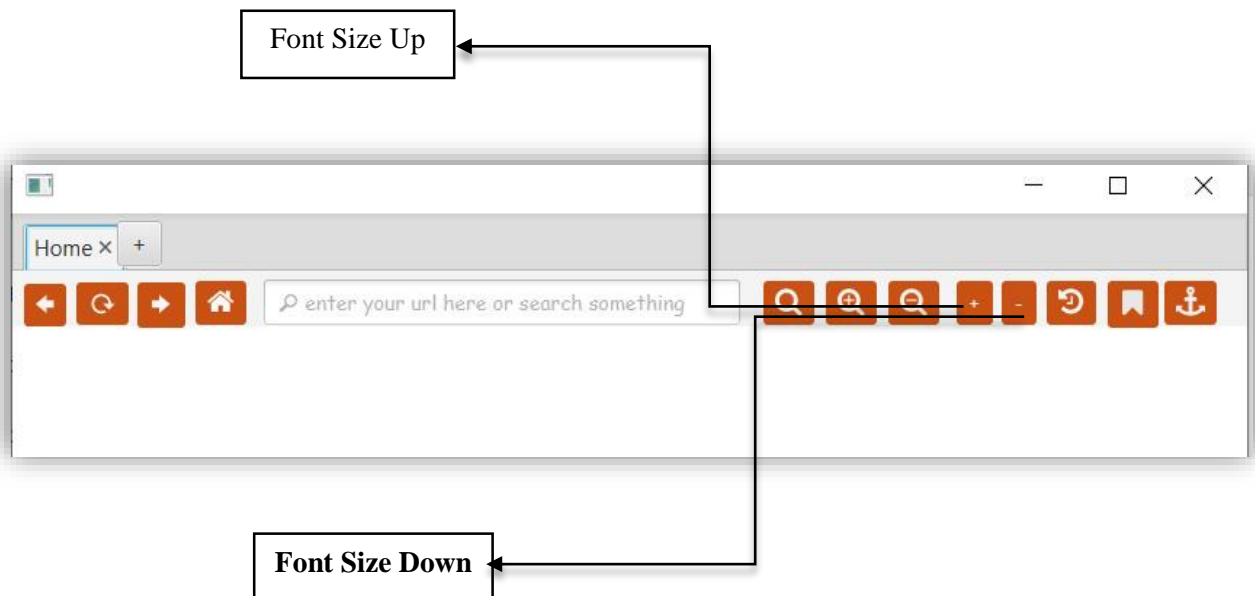 Font Size Up
Home × +
enter your url here or search something
+ -
Font Size Down